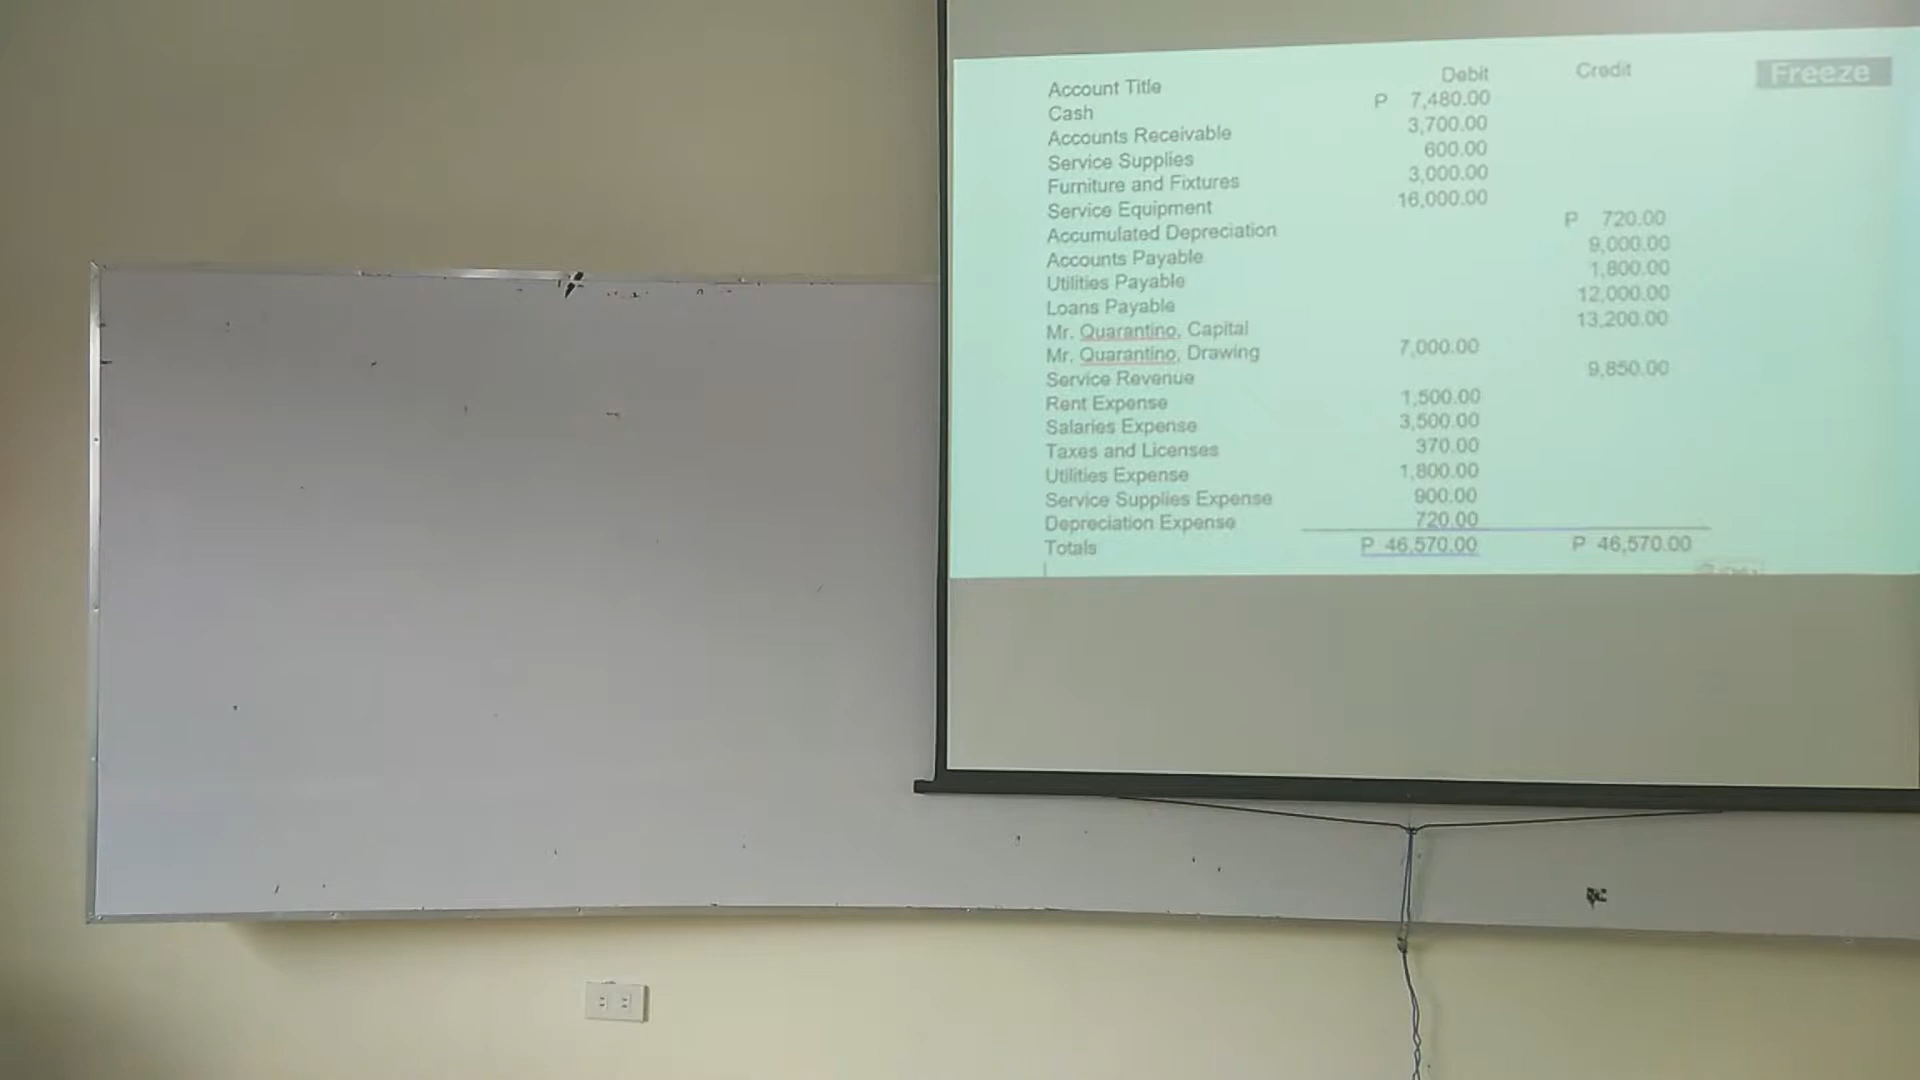 Account Title Debit Credit
Freeze
Cash P 7,480.00
Accounts Receivable 3,700.00
Service Supplies 600.00
Furniture and Fixtures 3,000.00
Service Equipment 16,000.00
Accumulated Depreciation P 720.00
Accounts Payable 9,000.00
Utilities Payable 1,800.00
Loans Payable 12,000.00
Mr. Quarantino, Capital 13,200.00
Mr. Quarantino, Drawing 7,000.00
Service Revenue 9,850.00
Rent Expense 1,500.00
Salaries Expense 3,500.00
Taxes and Licenses 370.00
Utilities Expense 1,800.00
Service Supplies Expense 900.00
Depreciation Expense 720.00
Totals P 46,570.00 P 46,570.00